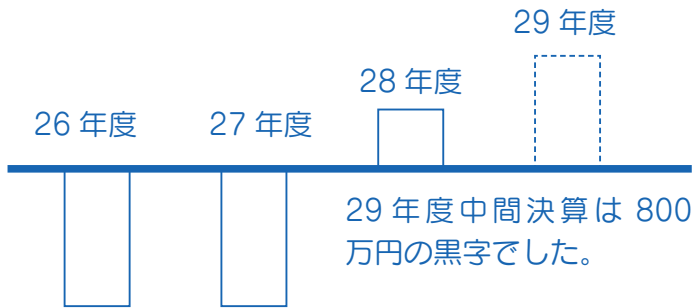 29 年度
28 年度
26 年度
27 年度
29 年度中間決算は 800
万円の黒字でした。